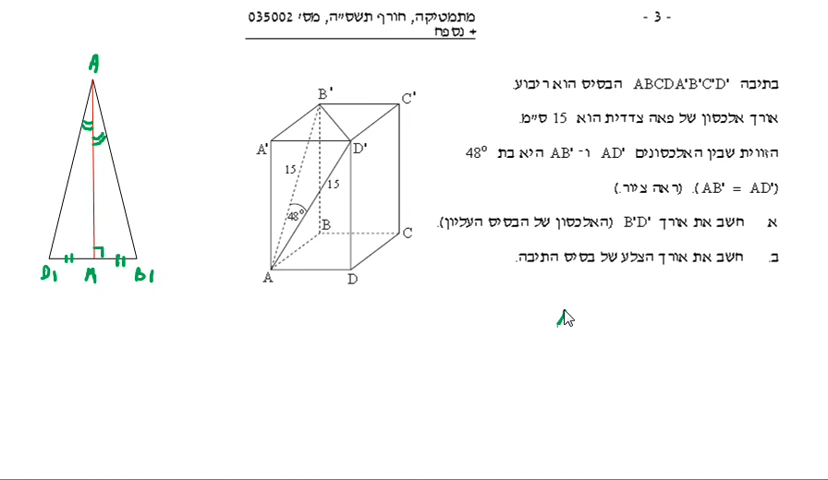 - 3 -
מתמטיקה, חורף תשס"ה, מס' 035002
+ נספח
בתיבה ABCDA'B'C'D' הבסיס הוא ריבוע.
אורך אלכסון של פאה צדדית הוא 15 ס"מ.
הזווית שבין האלכסונים AD' ו- AB' היא בת 48°
(AB' = AD'). (ראה ציור.)
א חשב את אורך B'D' (האלכסון של הבסיס העליון).
ב. חשב את אורך הצלע של בסיס התיבה.
B'
C'
A'
D'
15
15
48°
B
C
A
D
A
D1
M
B1